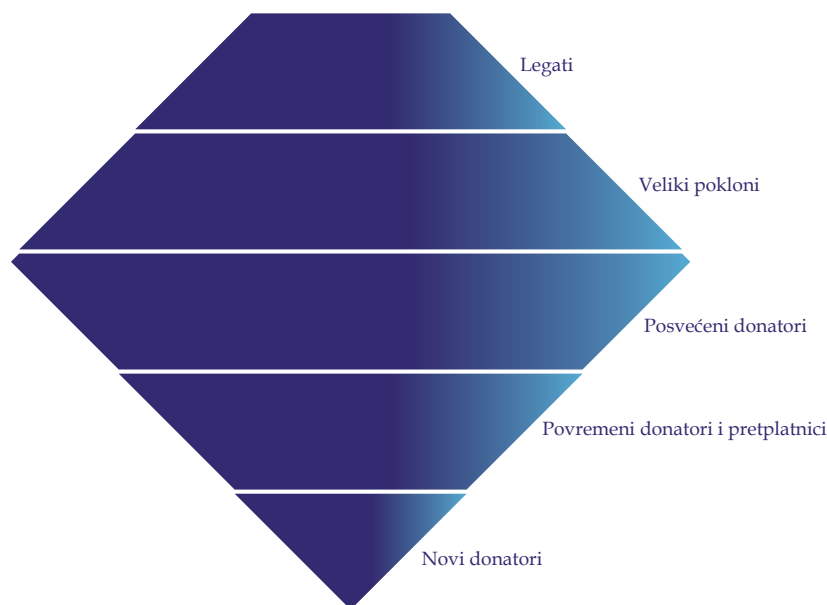 Legati
Veliki pokloni
Posvećeni donatori
Povremeni donatori i pretplatnici
Novi donatori